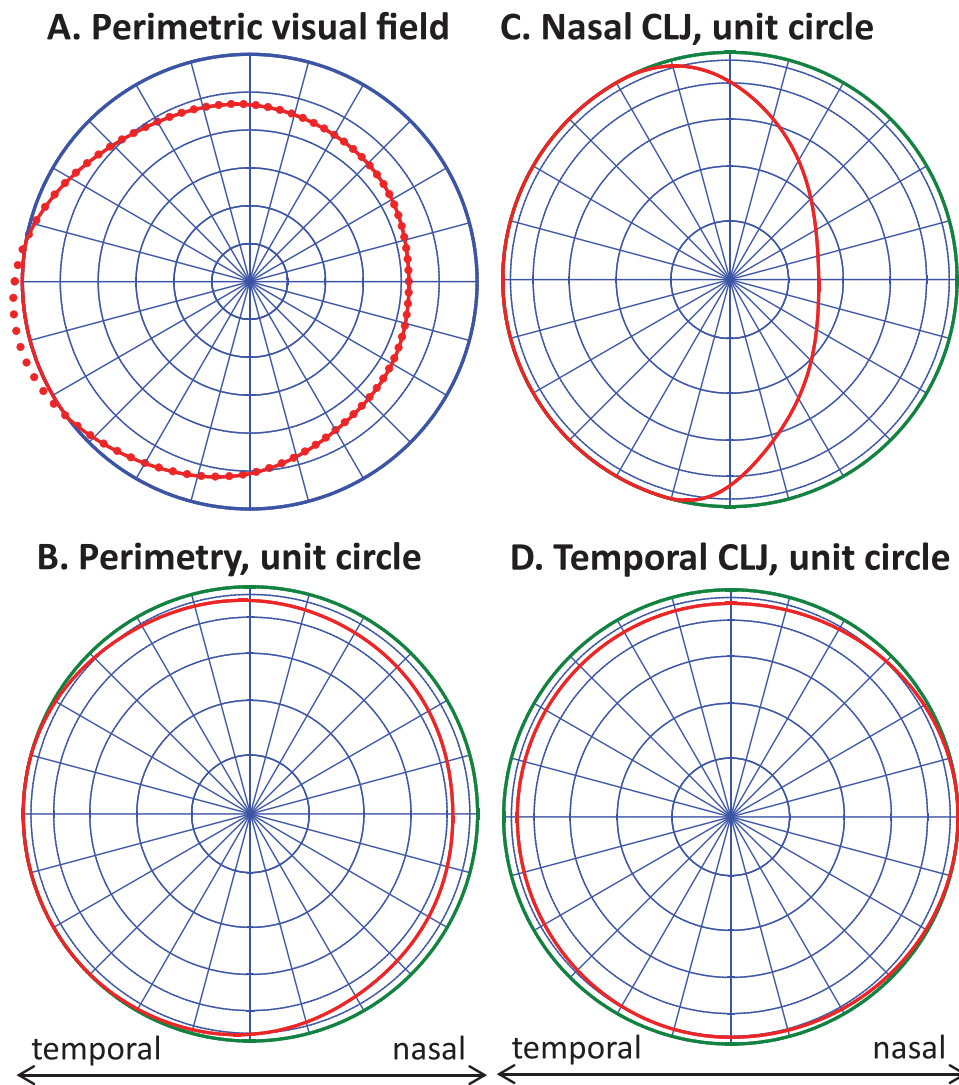 A. Perimetric visual field
C. Nasal CLJ, unit circle
B. Perimetry, unit circle
D. Temporal CLJ, unit circle
temporal
nasal
temporal
nasal